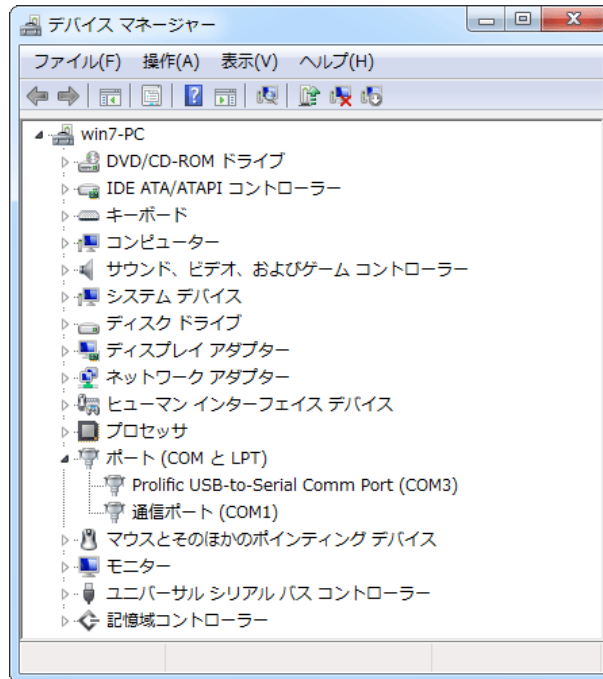 デバイス マネージャー
ファイル(F) 操作(A) 表示(V) ヘルプ(H)
win7-PC
DVD/CD-ROM ドライブ
IDE ATA/ATAPI コントローラー
キーボード
コンピューター
サウンド、ビデオ、およびゲーム コントローラー
システム デバイス
ディスク ドライブ
ディスプレイ アダプター
ネットワーク アダプター
ヒューマン インターフェイス デバイス
プロセッサ
ポート (COM と LPT)
Prolific USB-to-Serial Comm Port (COM3)
通信ポート (COM1)
マウスとそのほかのポインティング デバイス
モニター
ユニバーサル シリアル バス コントローラー
記憶域コントローラー